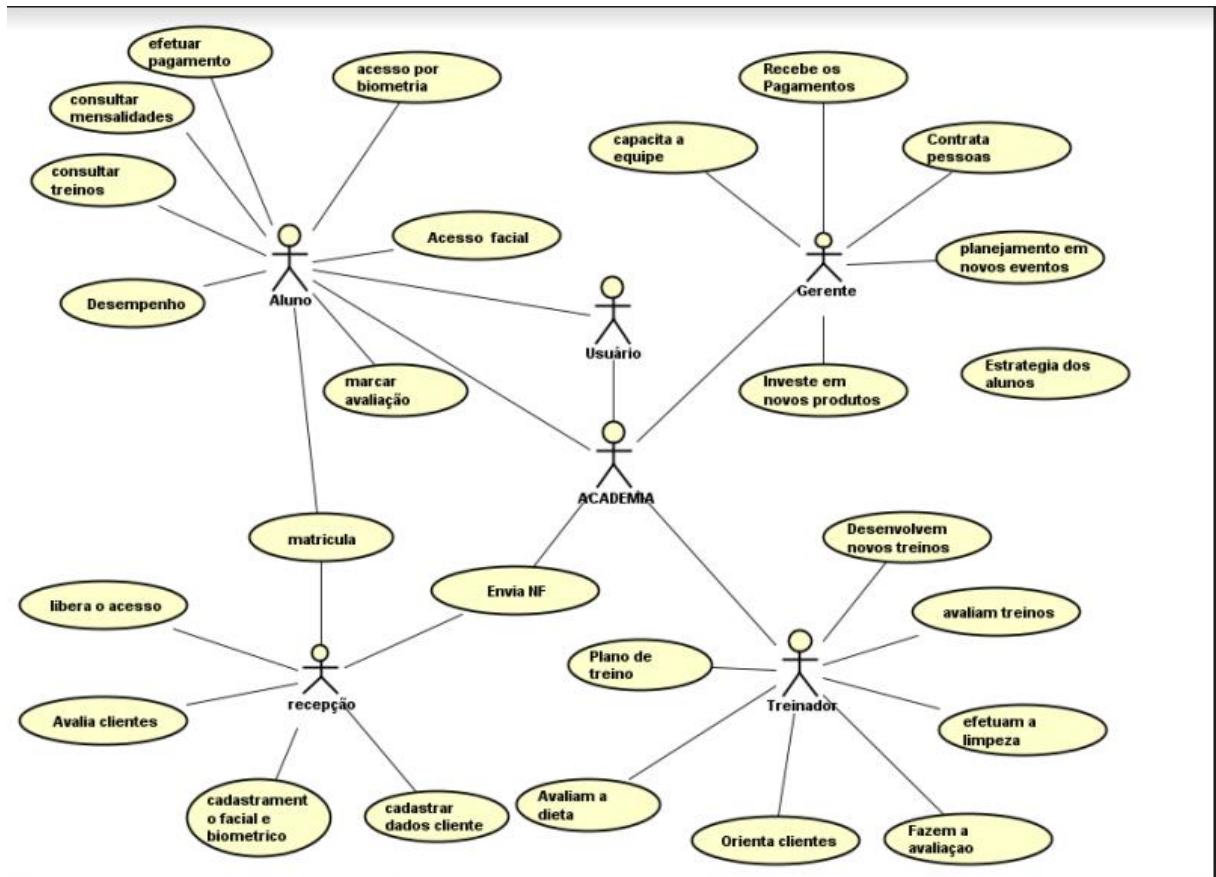 efetuar
pagamento
acesso por
biometria
consultar
mensalidades
consultar
treinos
Acesso facial
Desempenho
Aluno
marcar
avaliação
Usuário
Recebe os
Pagamentos
capacita a
equipe
Contrata
pessoas
planejamento em
novos eventos
Gerente
Investe em
novos produtos
Estrategia dos
alunos
ACADEMIA
matricula
Envia NF
libera o acesso
Avalia clientes
recepção
cadastrament
o facial e
biometrico
cadastrar
dados cliente
Desenvolvem
novos treinos
avaliam treinos
Plano de
treino
Treinador
efetuam a
limpeza
Avaliam a
dieta
Orienta clientes
Fazem a
avaliaçao